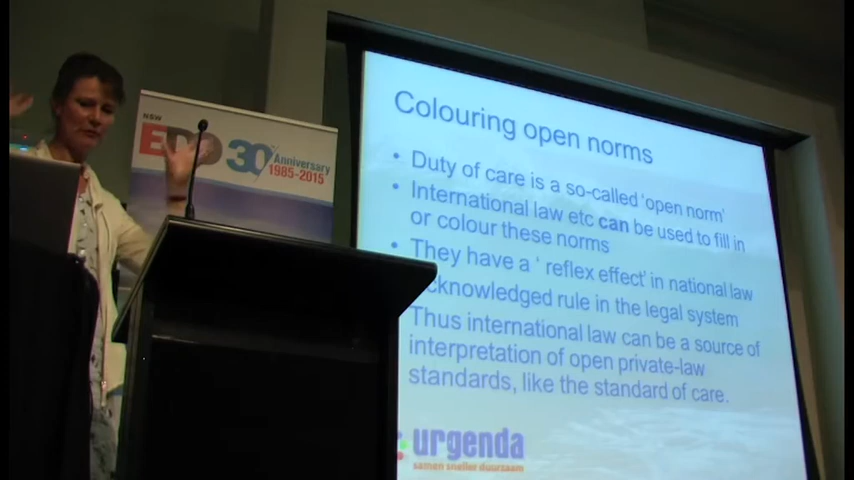 NSW
EDO 30
Anniversary
1985-2015
Colouring open norms
• Duty of care is a so-called 'open norm'
• International law etc can be used to fill in
or colour these norms
• They have a ' reflex effect' in national law
cknowledged rule in the legal system
Thus international law can be a source of
interpretation of open private-law
standards, like the standard of care.
urgenda
samen sneller duurzaam